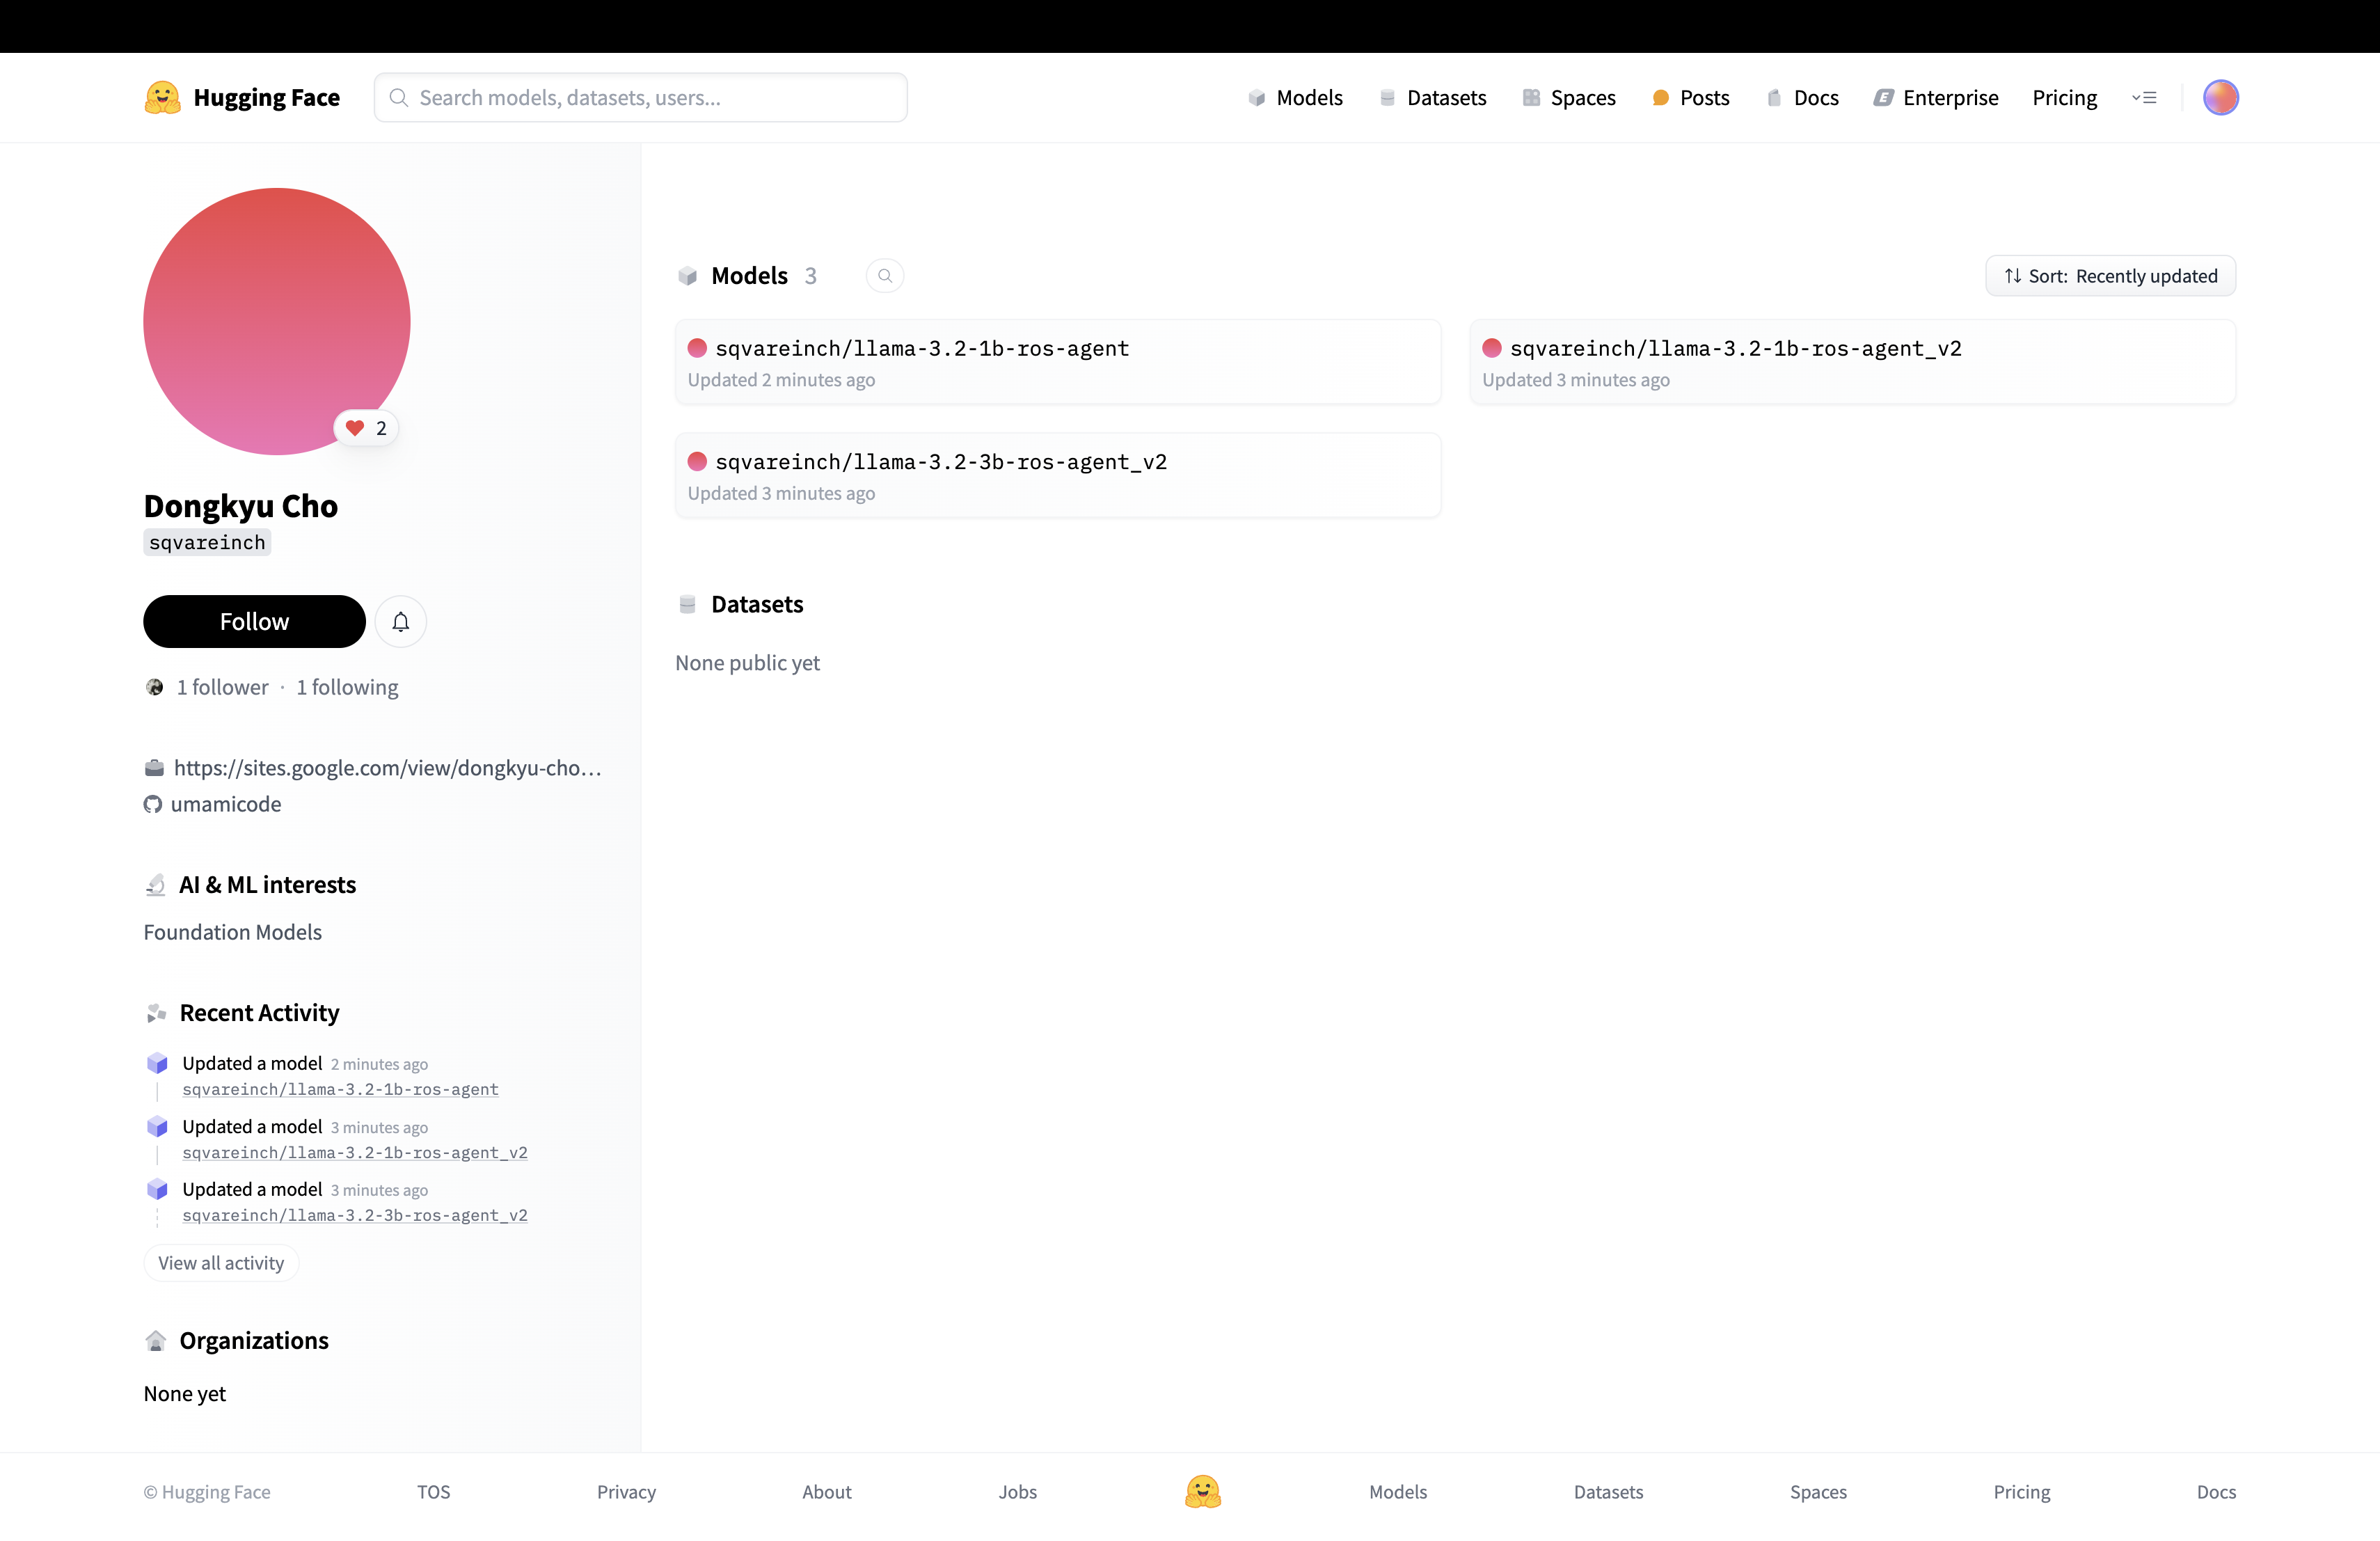 Hugging Face
Search models, datasets, users...
Models
Datasets
Spaces
Posts
Docs
Enterprise
Pricing
2
Dongkyu Cho
sqvareinch
Follow
1 follower · 1 following
https://sites.google.com/view/dongkyu-cho…
umamicode
AI & ML interests
Foundation Models
Recent Activity
Updated a model 2 minutes ago
sqvareinch/llama-3.2-1b-ros-agent
Updated a model 3 minutes ago
sqvareinch/llama-3.2-1b-ros-agent_v2
Updated a model 3 minutes ago
sqvareinch/llama-3.2-3b-ros-agent_v2
View all activity
Organizations
None yet
Models 3
Sort: Recently updated
sqvareinch/llama-3.2-1b-ros-agent
Updated 2 minutes ago
sqvareinch/llama-3.2-1b-ros-agent_v2
Updated 3 minutes ago
sqvareinch/llama-3.2-3b-ros-agent_v2
Updated 3 minutes ago
Datasets
None public yet
© Hugging Face
TOS
Privacy
About
Jobs
Models
Datasets
Spaces
Pricing
Docs